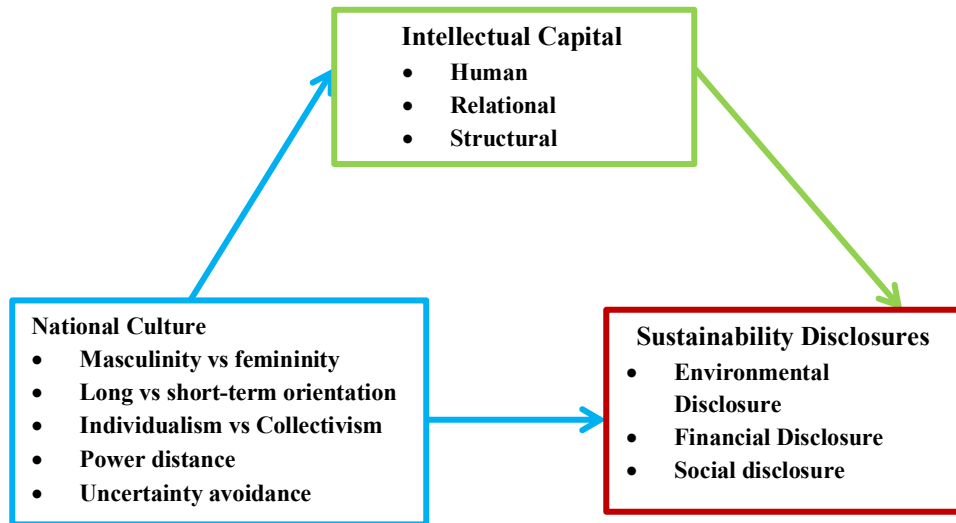 Intellectual Capital
• Human
• Relational
• Structural
National Culture
• Masculinity vs femininity
• Long vs short-term orientation
• Individualism vs Collectivism
• Power distance
• Uncertainty avoidance
Sustainability Disclosures
• Environmental
Disclosure
• Financial Disclosure
• Social disclosure